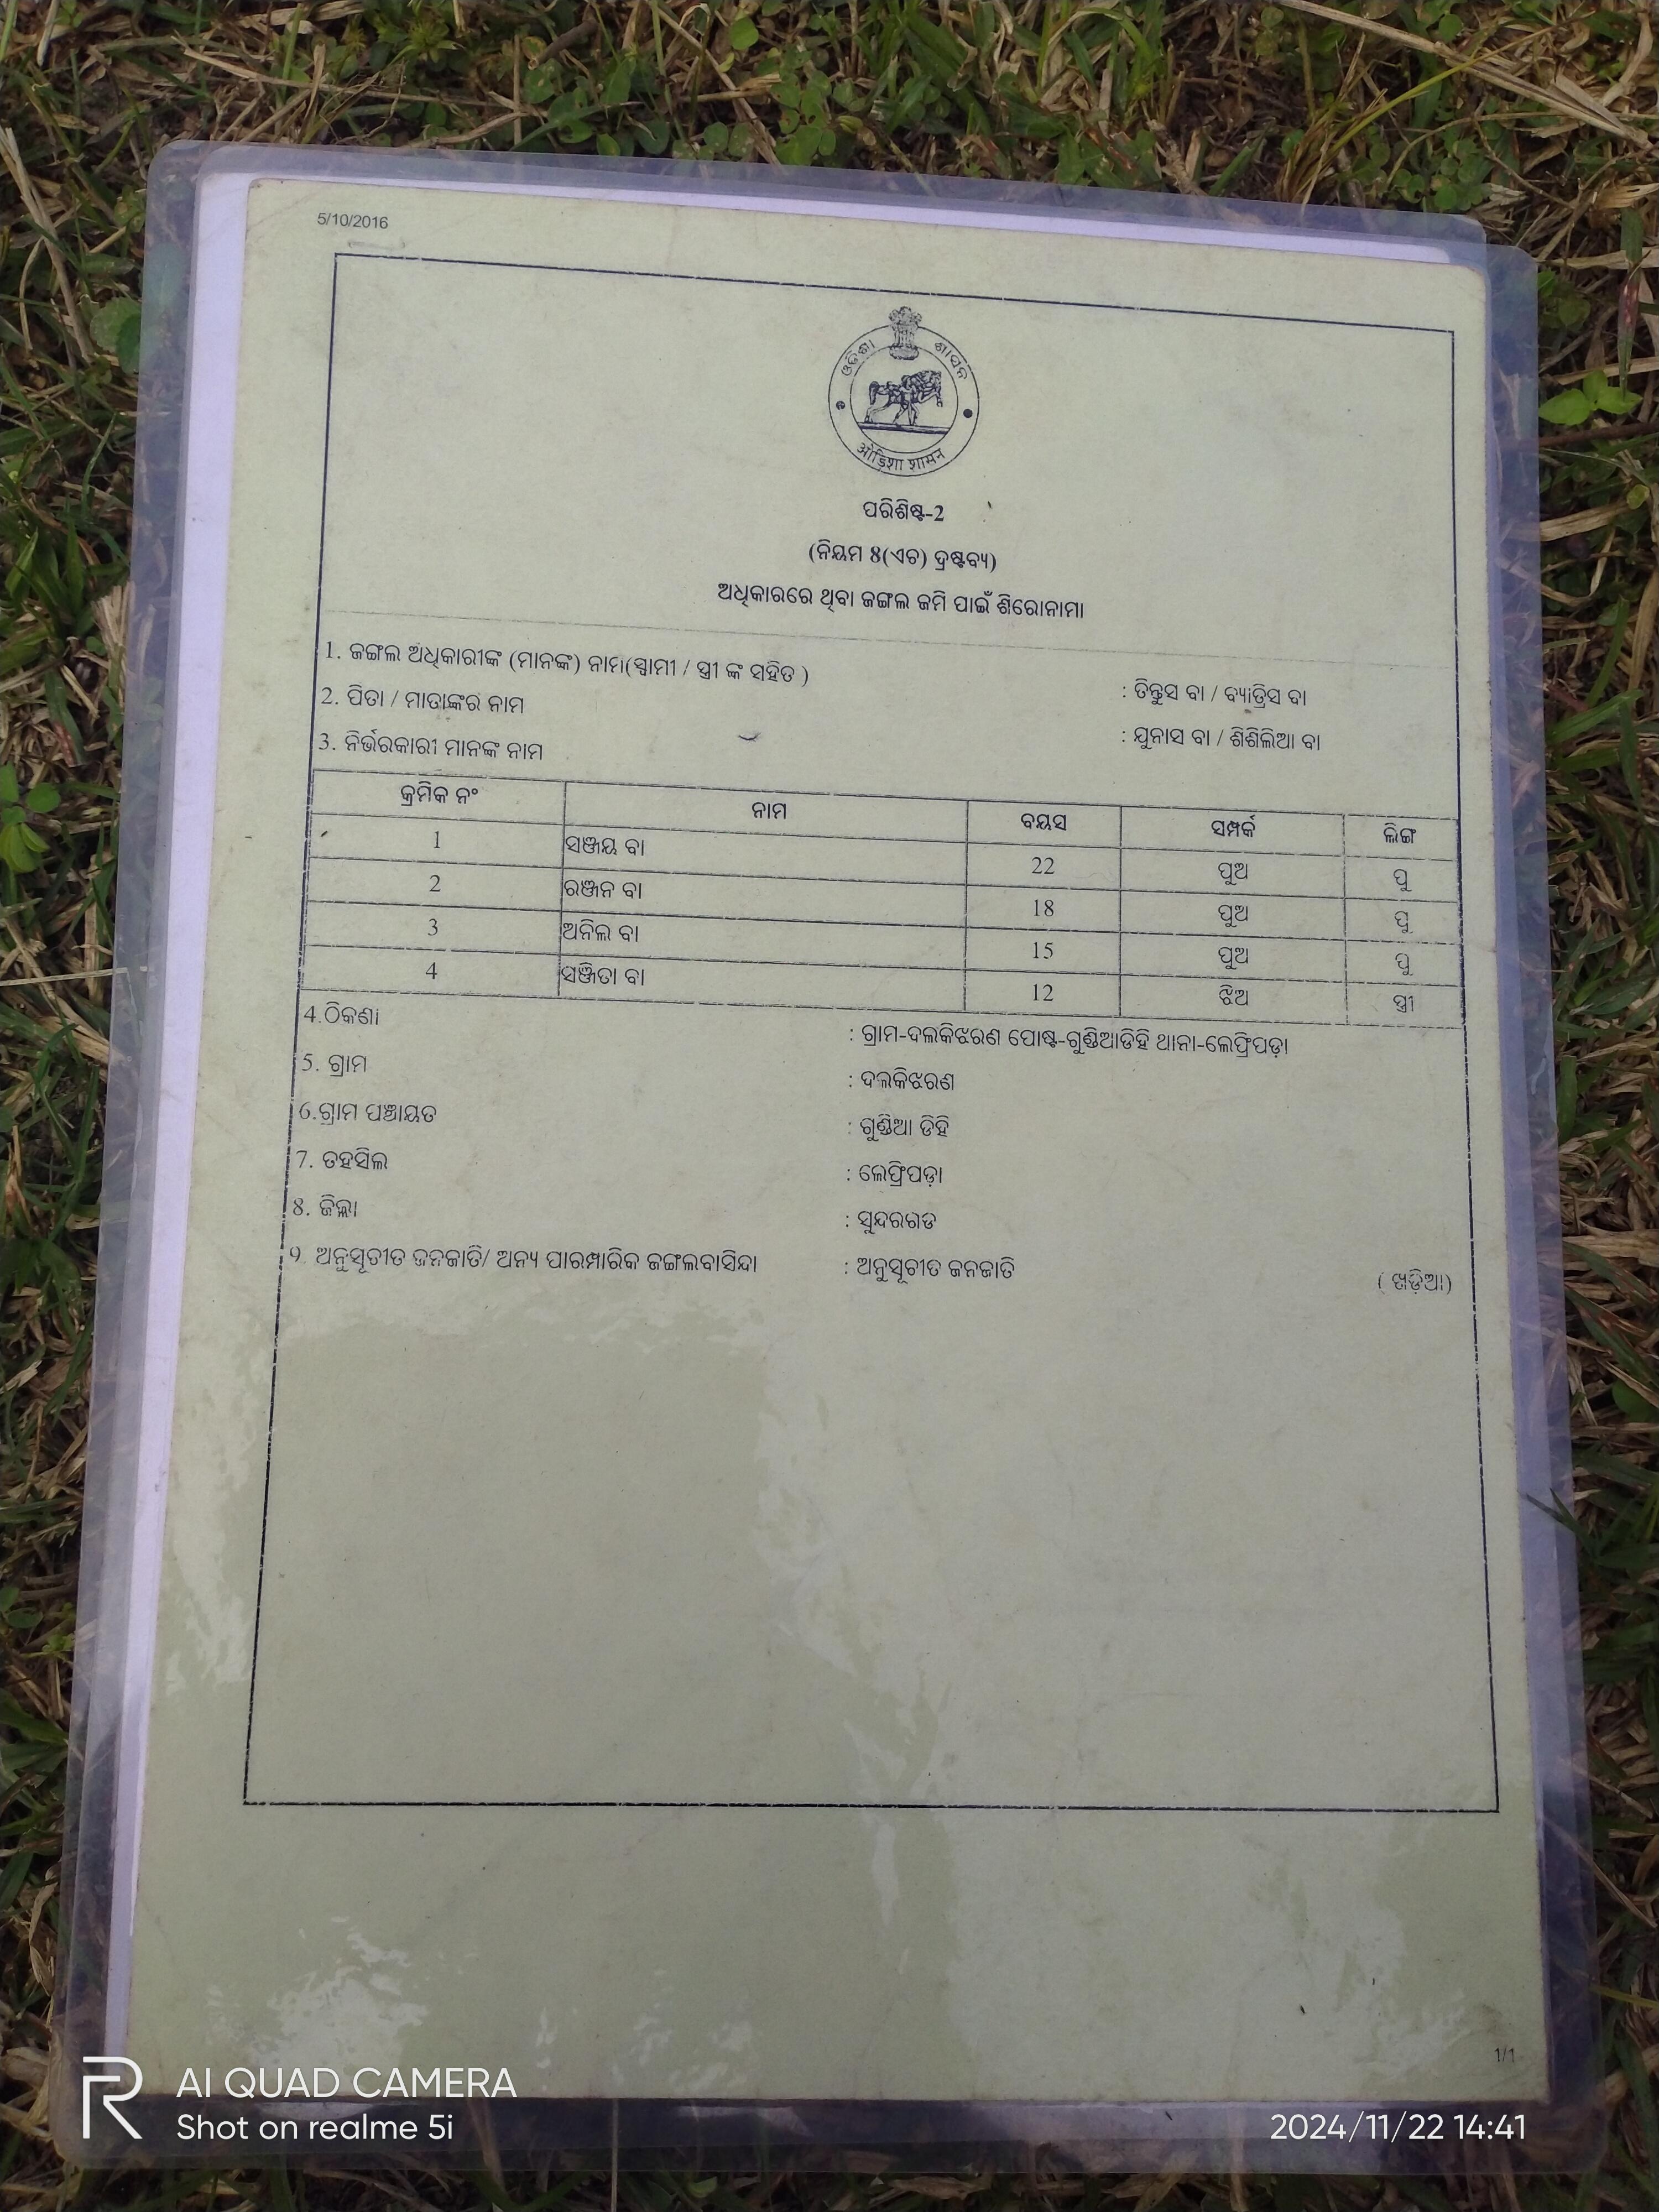 5/10/2016
ଓଡ଼ିଶା ଶାସନ
ओड़िशा शासन
ପରିଶିଷ୍ଟ-2
(ନିୟମ 8(ଏଚ) ଦ୍ରଷ୍ଟବ୍ୟ)
ଅଧିକାରରେ ଥିବା ଜଙ୍ଗଲ ଜମି ପାଇଁ ଶିରୋନାମା
1. ଜଙ୍ଗଲ ଅଧିକାରୀଙ୍କ (ମାନଙ୍କ) ନାମ(ସ୍ଵାମୀ / ସ୍ତ୍ରୀ ଙ୍କ ସହିତ ) : ତିନ୍ତୁସ ବା / ବ୍ୟାତ୍ରିସ ବା
2. ପିତା / ମାତାଙ୍କର ନାମ : ଯୁନାସ ବା / ଶିଶିଲିଆ ବା
3. ନିର୍ଭରକାରୀ ମାନଙ୍କ ନାମ
କ୍ରମିକ ନଂ ନାମ ବୟସ ସମ୍ପର୍କ ଲିଙ୍ଗ
1 ସଞ୍ଜୟ ବା 22 ପୁଅ ପୁ
2 ରଞ୍ଜନ ବା 18 ପୁଅ ପୁ
3 ଅନିଲ ବା 15 ପୁଅ ପୁ
4 ସଞ୍ଜିତା ବା 12 ଝିଅ ସ୍ତ୍ରୀ
4.ଠିକଣା : ଗ୍ରାମ-ଦଲକିଝରଣ ପୋଷ୍ଟ-ଗୁଣ୍ଡିଆଡିହି ଥାନା-ଲେଫ୍ରିପଡ଼ା
5. ଗ୍ରାମ : ଦଲକିଝରଣ
6.ଗ୍ରାମ ପଞ୍ଚାୟତ : ଗୁଣ୍ଡିଆ ଡିହି
7. ତହସିଲ : ଲେଫ୍ରିପଡ଼ା
8. ଜିଲ୍ଲା : ସୁନ୍ଦରଗଡ
9. ଅନୁସୂଚୀତ ଜନଜାତି/ ଅନ୍ୟ ପାରମ୍ପାରିକ ଜଙ୍ଗଲବାସିନ୍ଦା : ଅନୁସୂଚୀତ ଜନଜାତି ( ଖଡ଼ିଆ)
1/1
R AI QUAD CAMERA
Shot on realme 5i
2024/11/22 14:41